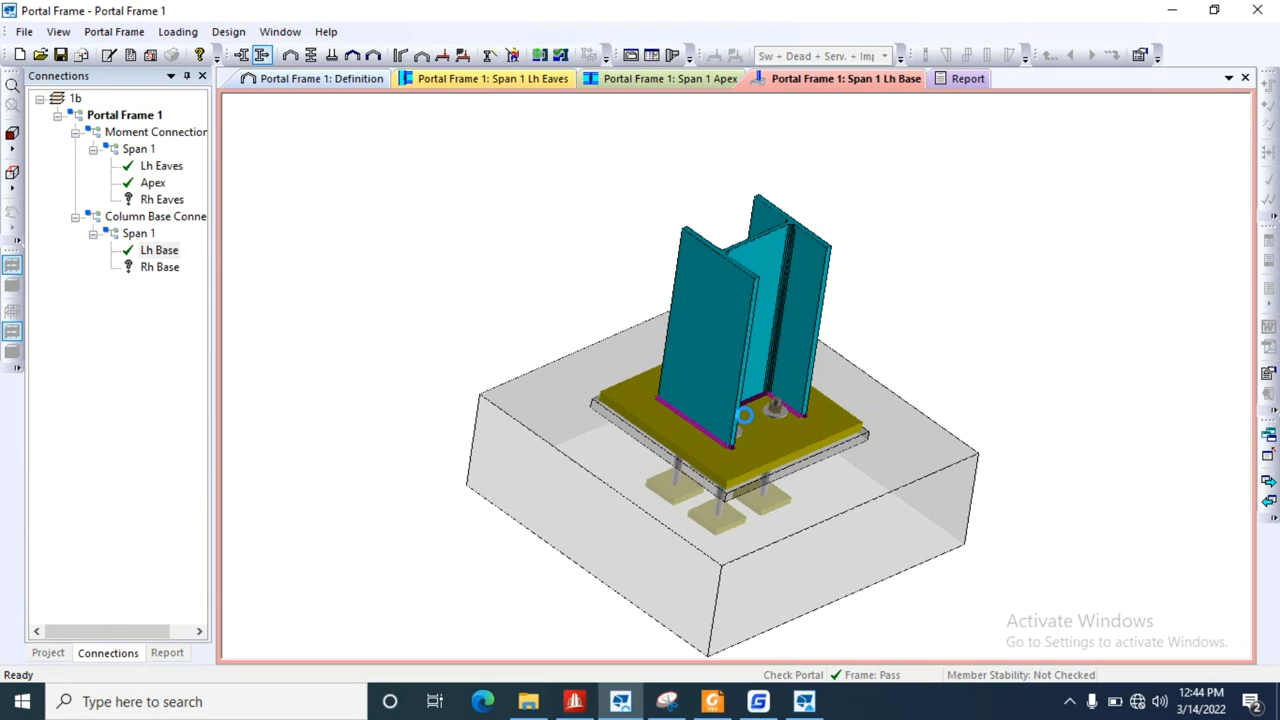 Portal Frame - Portal Frame 1
File View Portal Frame Loading Design Window Help
Sw + Dead + Serv. + Imp
Connections
Portal Frame 1: Definition Portal Frame 1: Span 1 Lh Eaves Portal Frame 1: Span 1 Apex Portal Frame 1: Span 1 Lh Base Report
1b
Portal Frame 1
Moment Connection
Span 1
Lh Eaves
Apex
Rh Eaves
Column Base Conne
Span 1
Lh Base
Rh Base
Activate Windows
Go to Settings to activate Windows.
Project Connections Report
Ready Check Portal Frame: Pass Member Stability: Not Checked
Type here to search
12:44 PM
3/14/2022
2